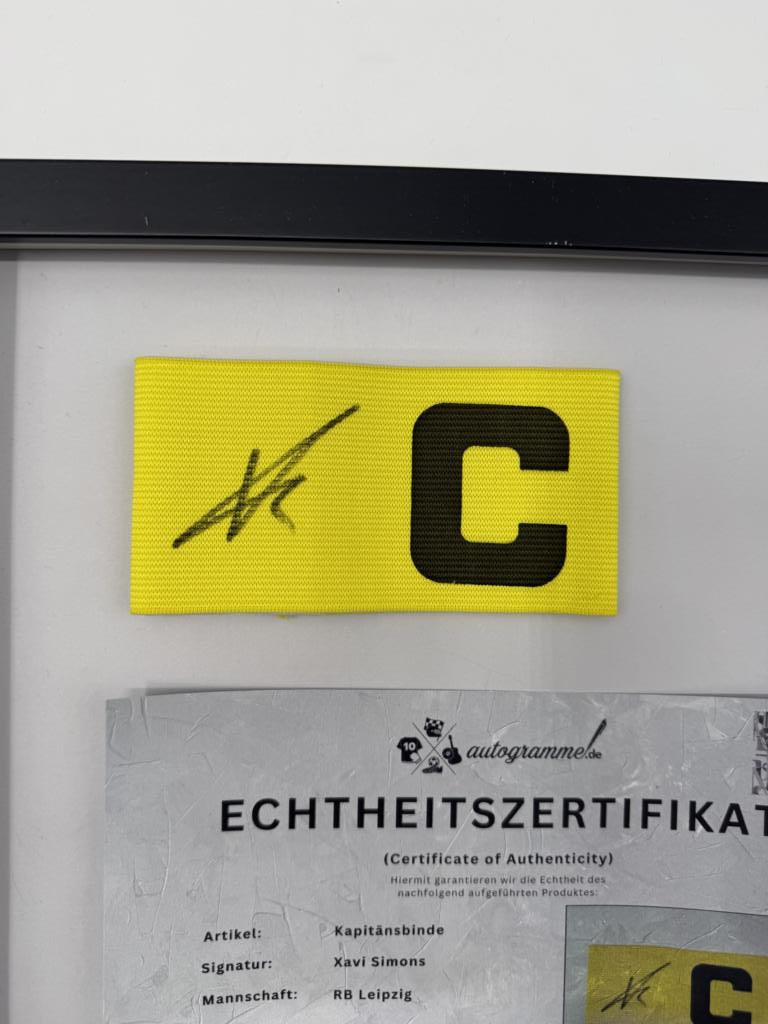 C
10
autogramme.de
ECHTHEITSZERTIFIKAT
(Certificate of Authenticity)
Hiermit garantieren wir die Echtheit des
nachfolgend aufgeführten Produktes:
Artikel: Kapitänsbinde
Signatur: Xavi Simons
Mannschaft: RB Leipzig
C